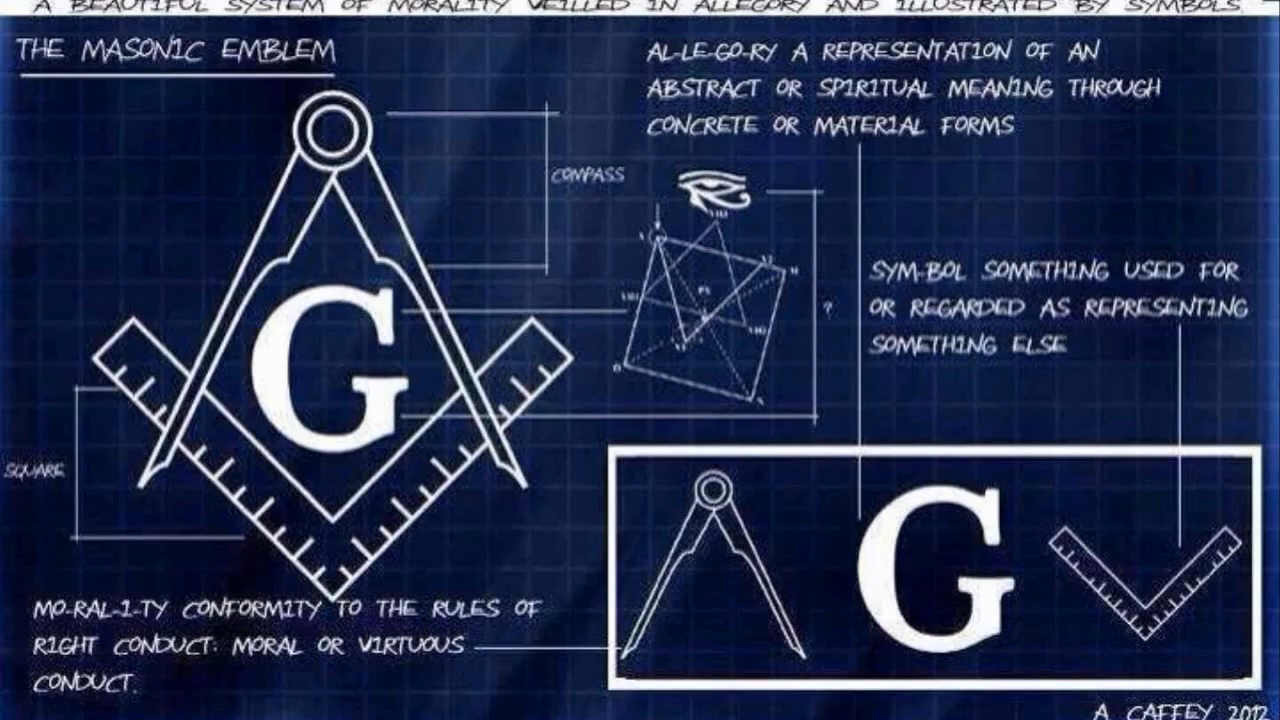 A BEAUTIFUL SYSTEM OF MORALITY VEILLED IN ALLEGORY AND ILLUSTRATED BY SYMBOLS.
THE MASONIC EMBLEM
AL-LE-GO-RY A REPRESENTATION OF AN
ABSTRACT OR SPIRITUAL MEANING THROUGH
CONCRETE OR MATERIAL FORMS
COMPASS
G
?
SYM-BOL SOMETHING USED FOR
OR REGARDED AS REPRESENTING
SOMETHING ELSE
SQUARE
G
MO-RAL-I-TY CONFORMITY TO THE RULES OF
RIGHT CONDUCT: MORAL OR VIRTUOUS
CONDUCT.
A. CAFFEY 2012